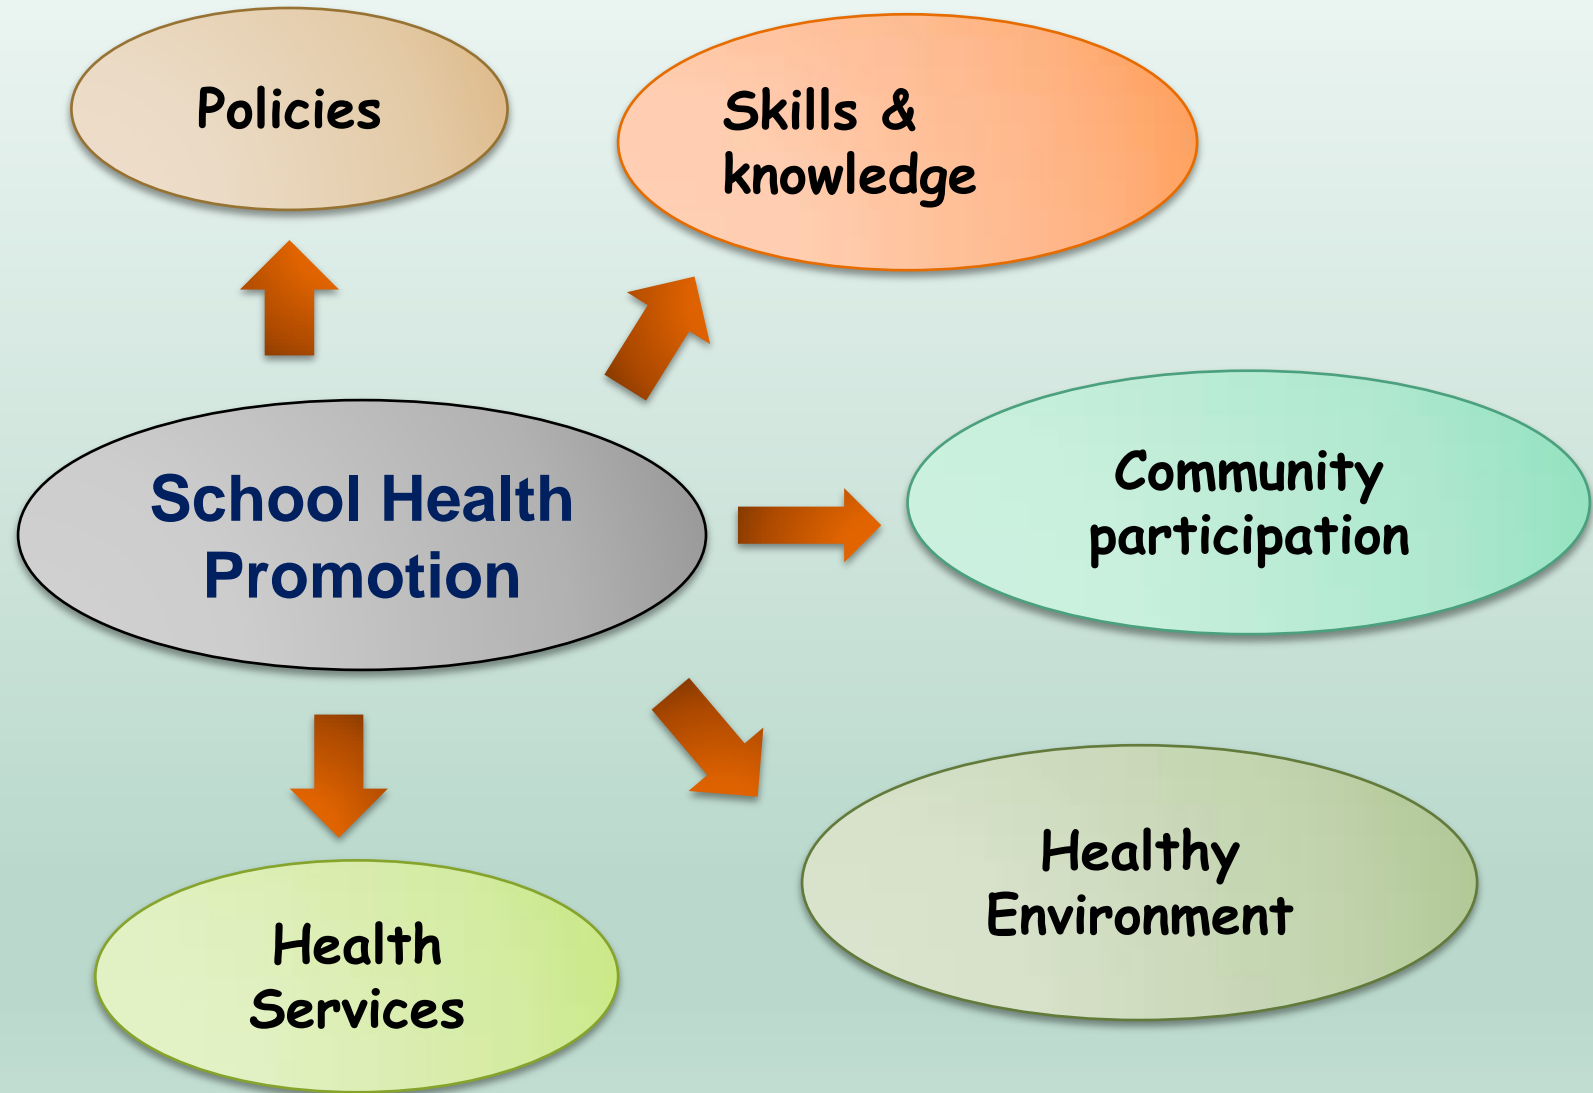 Policies
Skills &
knowledge
School Health
Promotion
Community
participation
Healthy
Environment
Health
Services